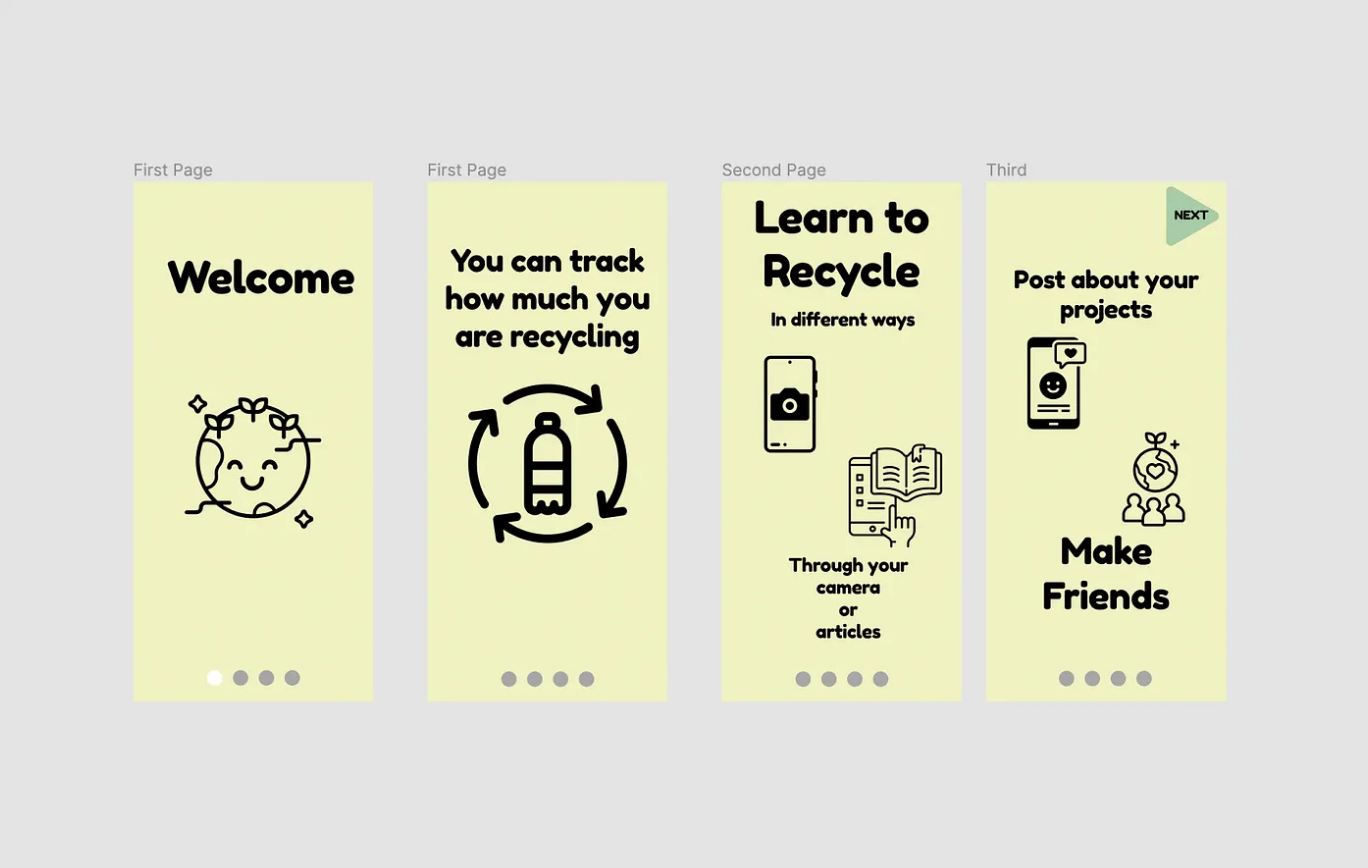 First Page
Welcome
First Page
You can track
how much you
are recycling
Second Page
Learn to
Recycle
In different ways
Through your
camera
or
articles
Third
NEXT
Post about your
projects
Make
Friends